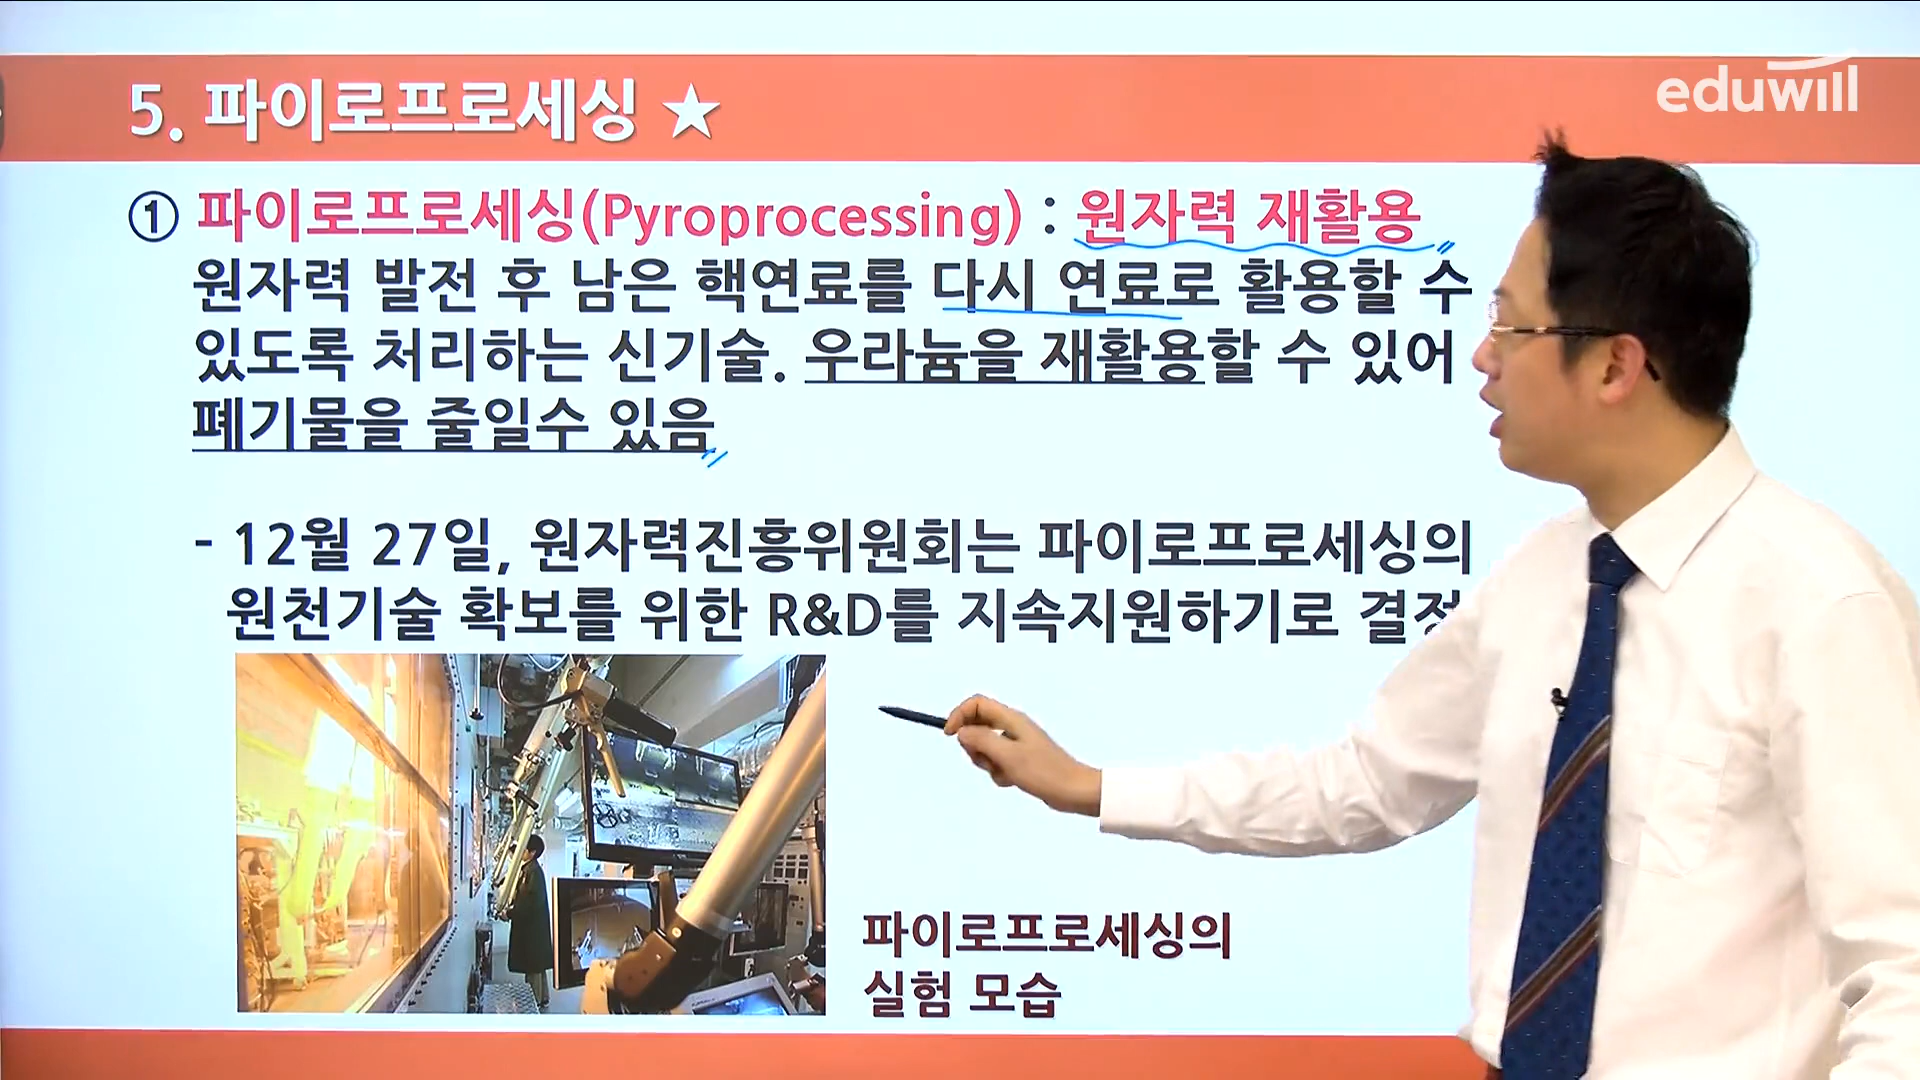 eduwill
5. 파이로프로세싱 ★
① 파이로프로세싱(Pyroprocessing) : 원자력 재활용
원자력 발전 후 남은 핵연료를 다시 연료로 활용할 수
있도록 처리하는 신기술. 우라늄을 재활용할 수 있어
폐기물을 줄일수 있음
- 12월 27일, 원자력진흥위원회는 파이로프로세싱의
원천기술 확보를 위한 R&D를 지속지원하기로 결정
파이로프로세싱의
실험 모습